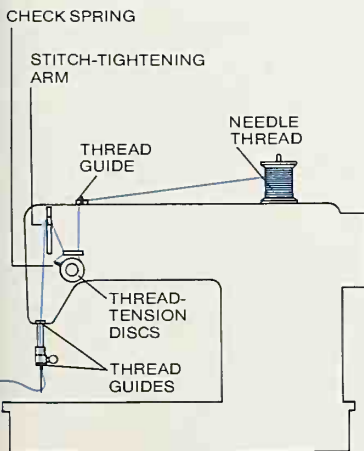 CHECK SPRING
STITCH-TIGHTENING
ARM
THREAD
GUIDE
NEEDLE
THREAD
THREAD-
TENSION
DISCS
THREAD
GUIDES